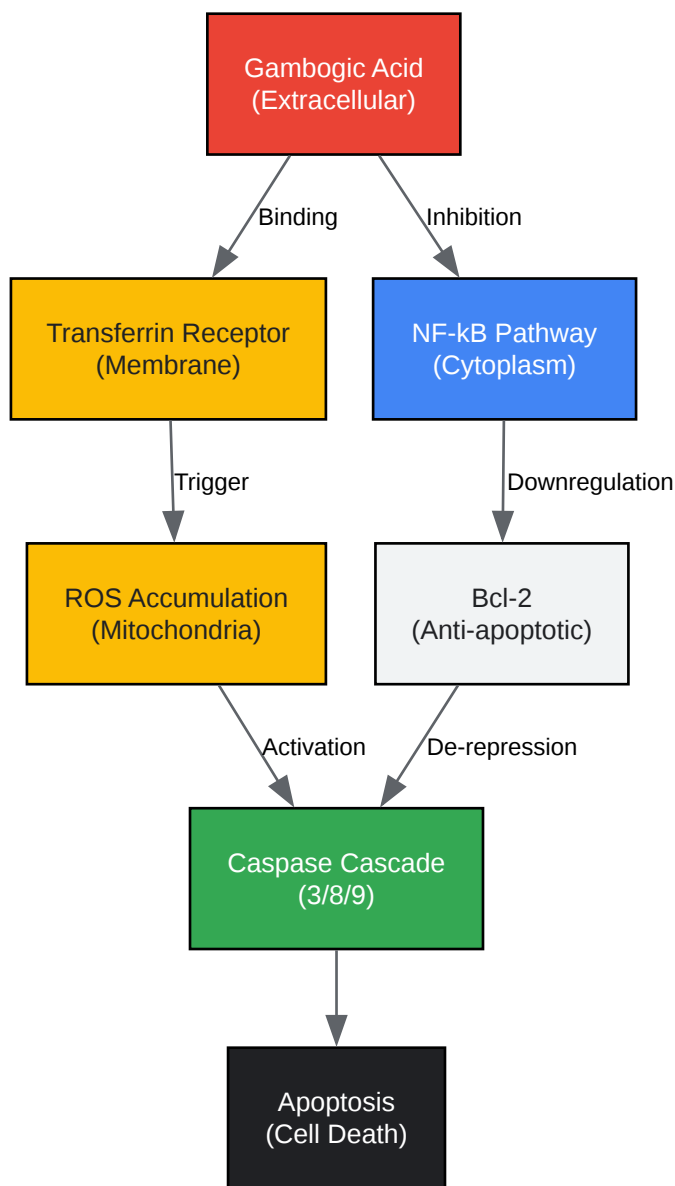 Gambogic Acid
(Extracellular)
Binding
Inhibition
Transferrin Receptor
(Membrane)
NF-kB Pathway
(Cytoplasm)
Trigger
Downregulation
ROS Accumulation
(Mitochondria)
Bcl-2
(Anti-apoptotic)
Activation
De-repression
Caspase Cascade
(3/8/9)
Apoptosis
(Cell Death)